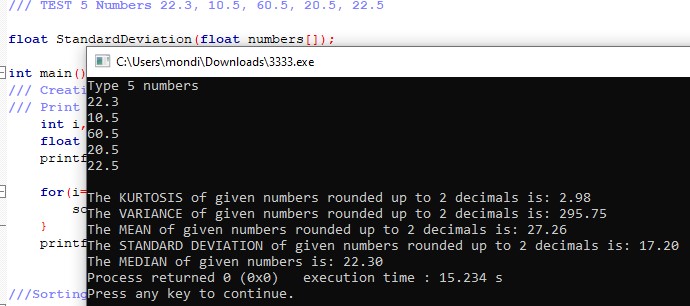 /// TEST 5 Numbers 22.3, 10.5, 60.5, 20.5, 22.5
float StandardDeviation(float numbers[]);
int main()
/// Creati
/// Print
int i,
float
printf
for(i=
sc
}
printf
///Sorting
C:\Users\mondi\Downloads\3333.exe
Type 5 numbers
22.3
10.5
60.5
20.5
22.5
The KURTOSIS of given numbers rounded up to 2 decimals is: 2.98
The VARIANCE of given numbers rounded up to 2 decimals is: 295.75
The MEAN of given numbers rounded up to 2 decimals is: 27.26
The STANDARD DEVIATION of given numbers rounded up to 2 decimals is: 17.20
The MEDIAN of given numbers is: 22.30
Process returned 0 (0x0)   execution time : 15.234 s
Press any key to continue.